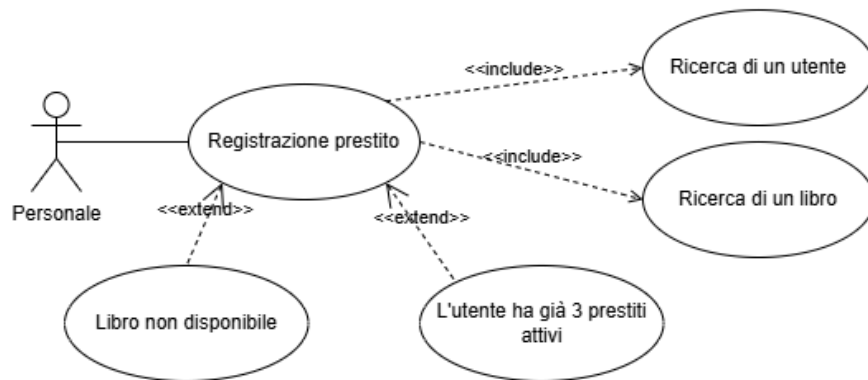 Ricerca di un utente
<<include>>
Registrazione prestito
<<include>>
Ricerca di un libro
Personale
<<extend>>
<<extend>>
Libro non disponibile
L'utente ha già 3 prestiti
attivi